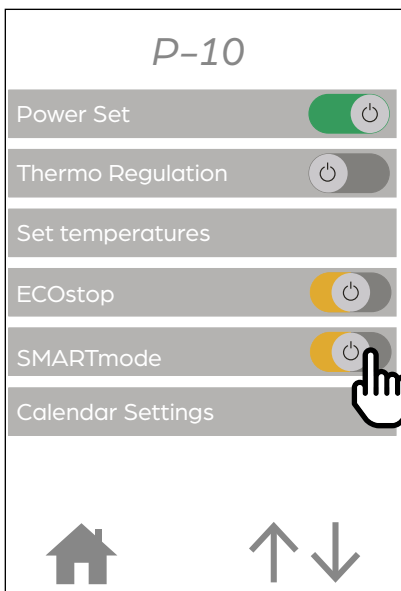 P-10
Power Set
Thermo Regulation
Set temperatures
ECOstop
SMARTmode
Calendar Settings